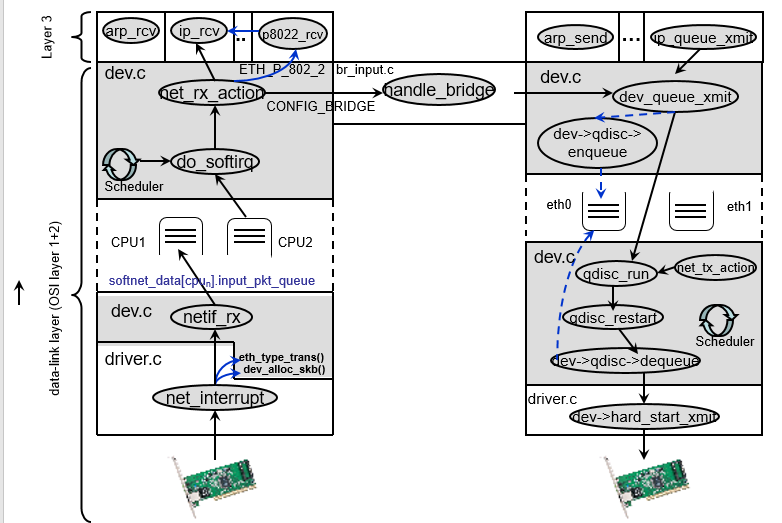 Layer 3
arp_rcv
ip_rcv
..
p8022_rcv
ETH_P_802_2
br_input.c
dev.c
net_rx_action
CONFIG_BRIDGE
handle_bridge
do_softirq
Scheduler
CPU1
CPU2
softnet_data[cpun].input_pkt_queue
data-link layer (OSI layer 1+2)
dev.c
netif_rx
driver.c
eth_type_trans()
dev_alloc_skb()
net_interrupt
arp_send
...
ip_queue_xmit
dev.c
dev_queue_xmit
dev->qdisc->
enqueue
eth0
eth1
dev.c
qdisc_run
net_tx_action
qdisc_restart
Scheduler
dev->qdisc->dequeue
driver.c
dev->hard_start_xmit